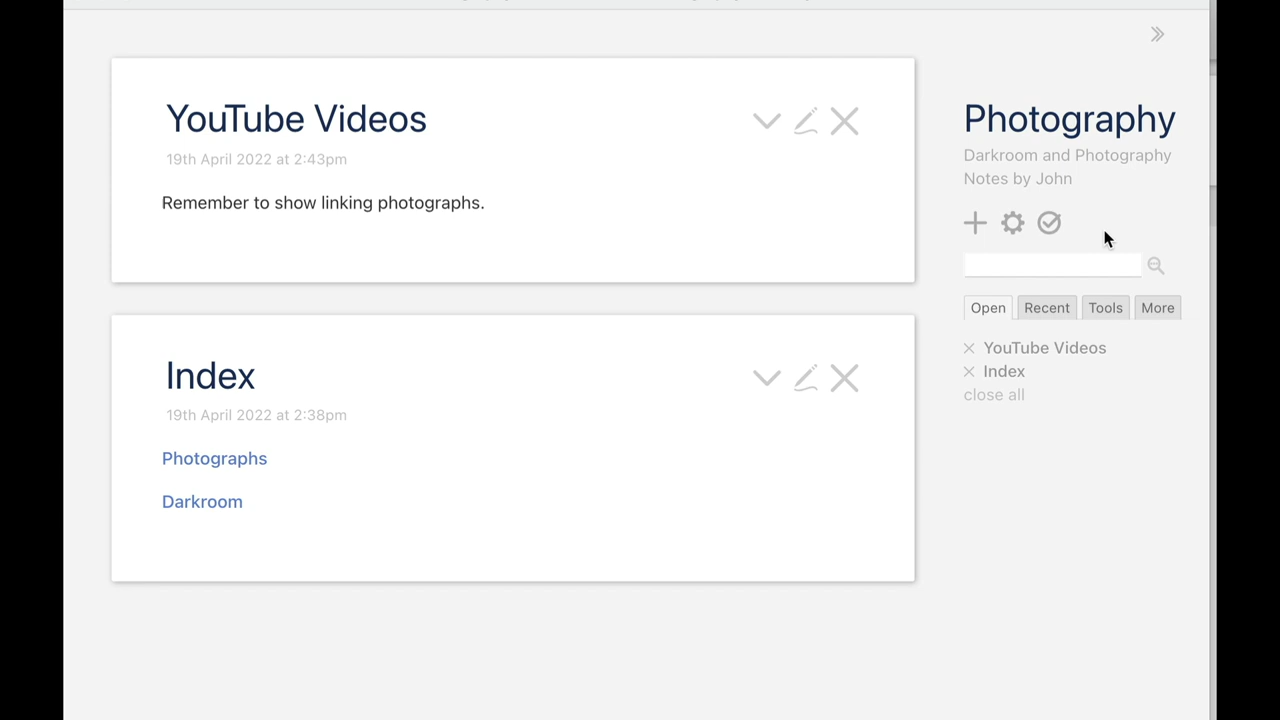 YouTube Videos
19th April 2022 at 2:43pm
Remember to show linking photographs.
Index
19th April 2022 at 2:38pm
Photographs
Darkroom
Photography
Darkroom and Photography
Notes by John
Open Recent Tools More
YouTube Videos
Index
close all